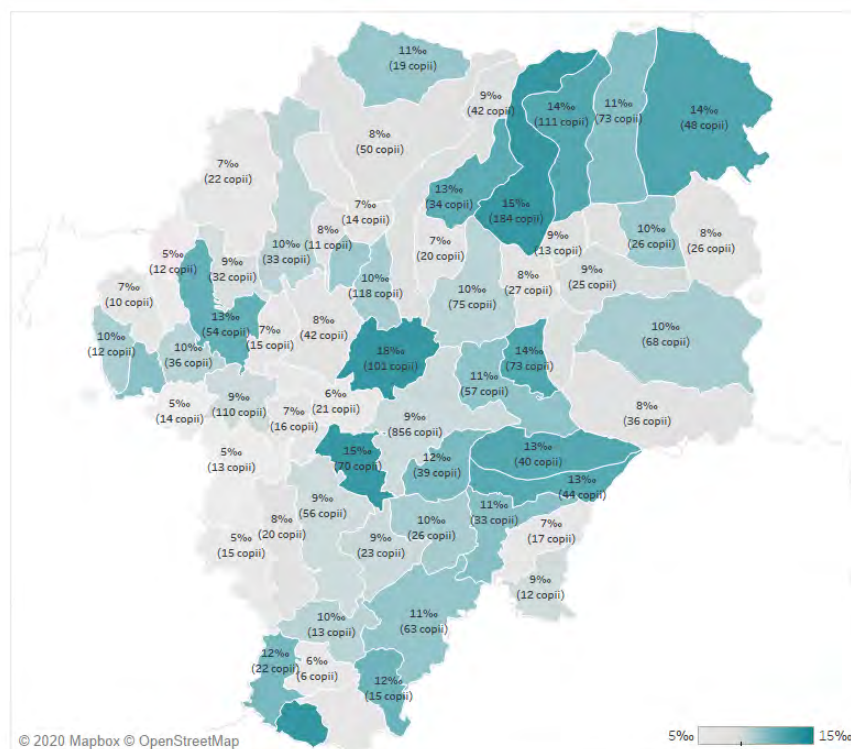 11‰
(19 copii)
9‰
(42 copii)
14‰
(111 copii)
11‰
(73 copii)
14‰
(48 copii)
8‰
(50 copii)
7‰
(22 copii)
13‰
(34 copii)
15‰
(184 copii)
7‰
(14 copii)
8‰
(11 copii)
10‰
(33 copii)
7‰
(20 copii)
9‰
(13 copii)
10‰
(26 copii)
8‰
(26 copii)
5‰
(12 copii)
9‰
(32 copii)
10‰
(118 copii)
10‰
(75 copii)
8‰
(27 copii)
9‰
(25 copii)
7‰
(10 copii)
13‰
(54 copii)
7‰
(15 copii)
8‰
(42 copii)
10‰
(68 copii)
10‰
(12 copii)
10‰
(36 copii)
18‰
(101 copii)
14‰
(73 copii)
11‰
(57 copii)
5‰
(14 copii)
9‰
(110 copii)
7‰
(16 copii)
6‰
(21 copii)
9‰
(856 copii)
8‰
(36 copii)
5‰
(13 copii)
15‰
(70 copii)
12‰
(39 copii)
13‰
(40 copii)
13‰
(44 copii)
9‰
(56 copii)
8‰
(20 copii)
5‰
(15 copii)
9‰
(23 copii)
10‰
(26 copii)
11‰
(33 copii)
7‰
(17 copii)
9‰
(12 copii)
10‰
(13 copii)
11‰
(63 copii)
12‰
(22 copii)
6‰
(6 copii)
12‰
(15 copii)
© 2020 Mapbox © OpenStreetMap
5‰ 15‰